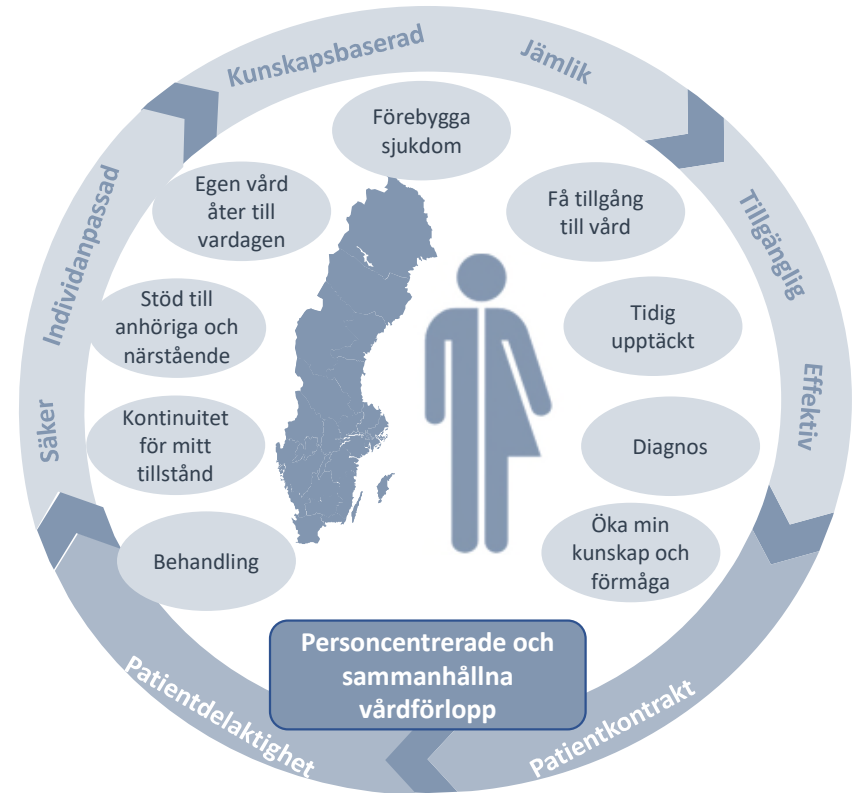 Kunskapsbaserad
Jämlik
Tillgänglig
Effektiv
Patientkontrakt
Patientdelaktighet
Säker
Individanpassad
Förebygga
sjukdom
Få tillgång
till vård
Tidig
upptäckt
Diagnos
Öka min
kunskap och
förmåga
Behandling
Kontinuitet
för mitt
tillstånd
Stöd till
anhöriga och
närstående
Egen vård
åter till
vardagen
Personcentrerade och
sammanhållna
vårdförlopp